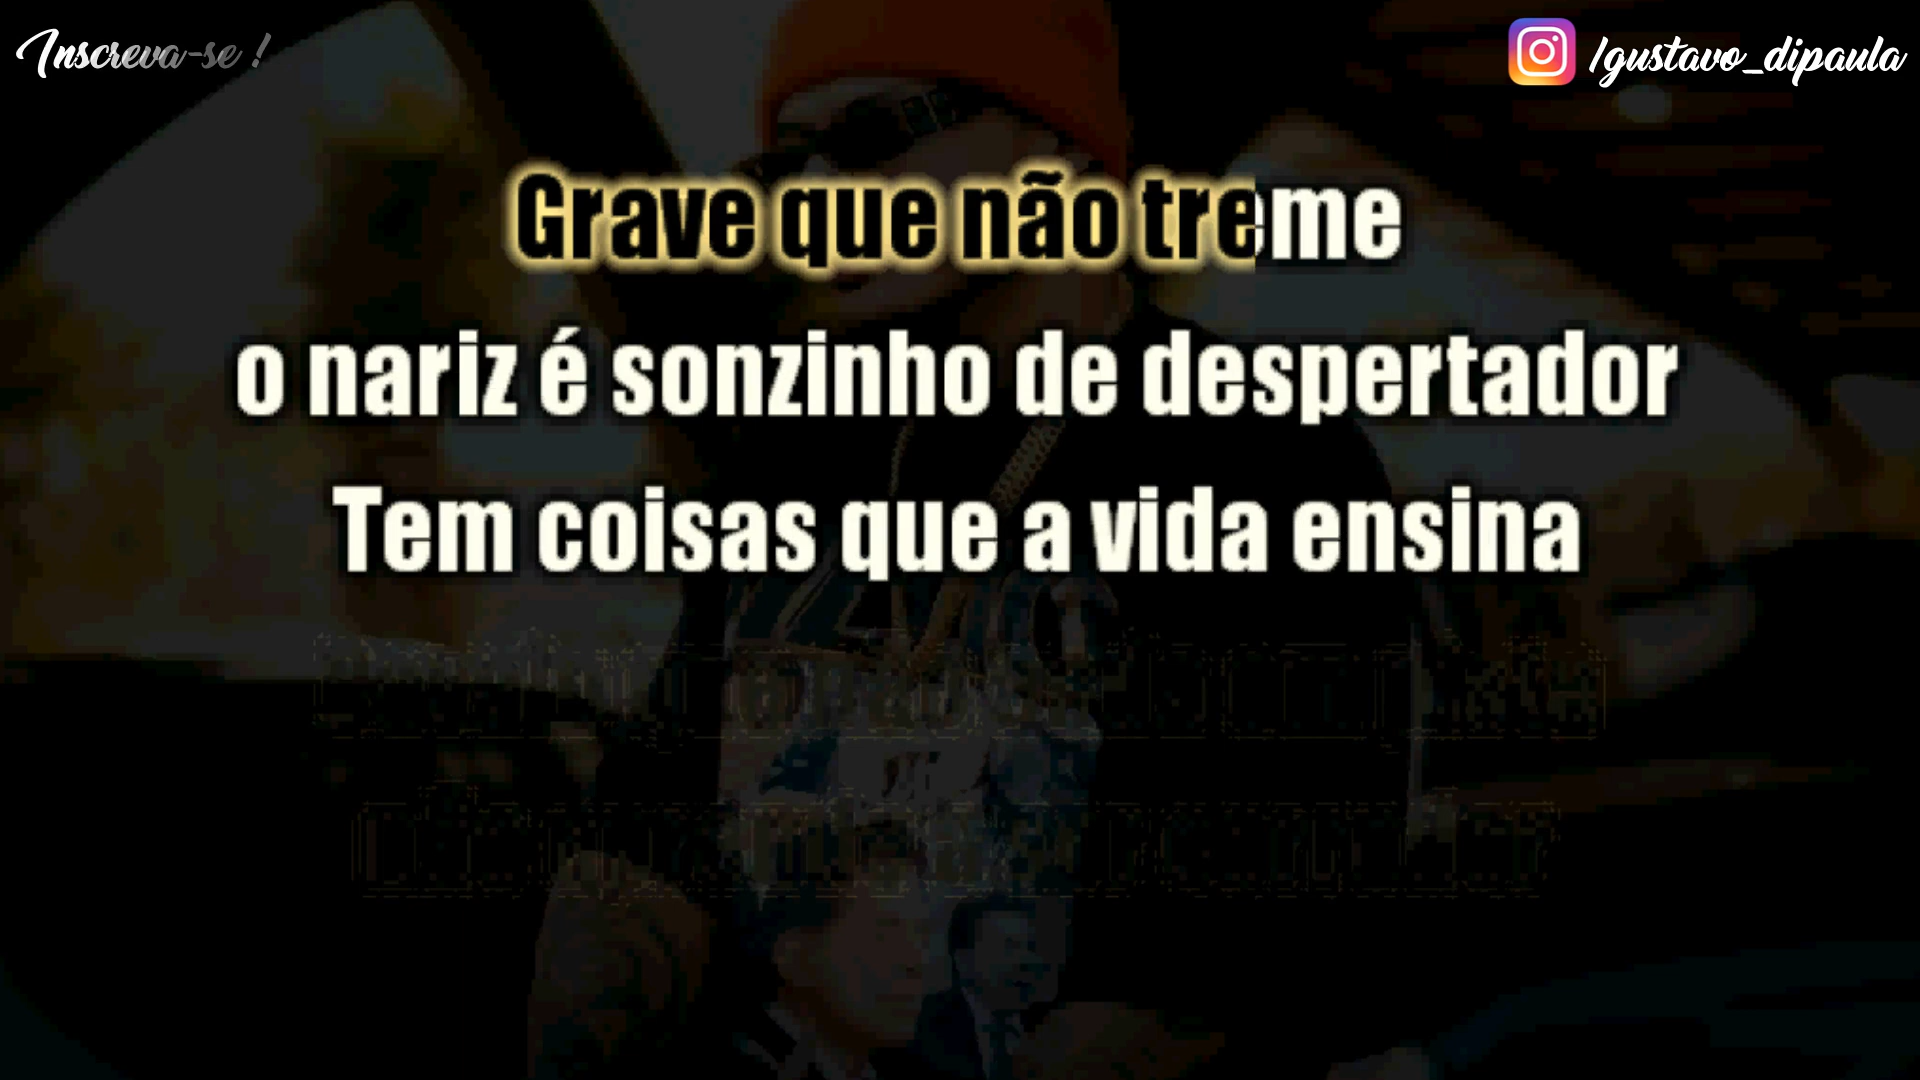 Inscreva-se !
/gustavo_dipaula
Grave que não treme
o nariz é sonzinho de despertador
Tem coisas que a vida ensina